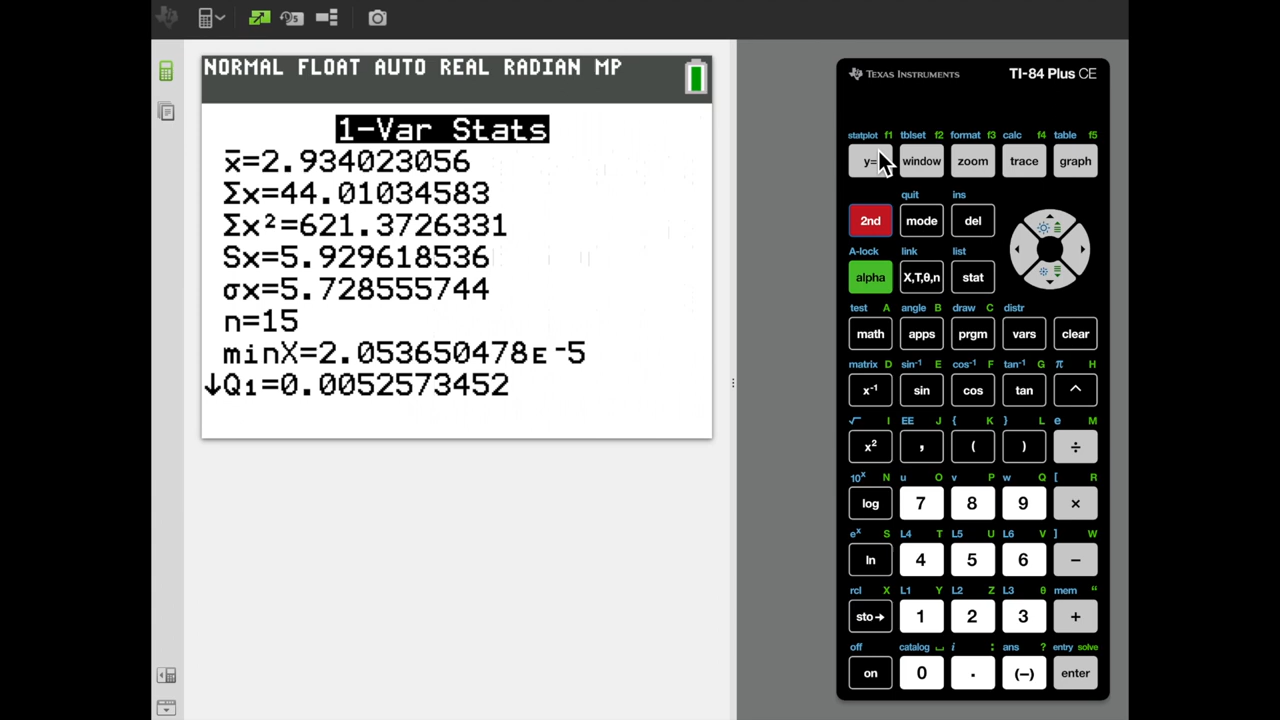 NORMAL FLOAT AUTO REAL RADIAN MP
1-Var Stats
x̄=2.934023056
Σx=44.01034583
Σx²=621.3726331
Sx=5.929618536
σx=5.728555744
n=15
minX=2.053650478ᴇ-5
↓Q₁=0.0052573452
TEXAS INSTRUMENTS TI-84 Plus CE
statplot f1 tblset f2 format f3 calc f4 table f5
y= window zoom trace graph
quit ins
2nd mode del
A-lock link list
alpha X,T,θ,n stat
test A angle B draw C distr
math apps prgm vars clear
matrix D sin⁻¹ E cos⁻¹ F tan⁻¹ G π H
x⁻¹ sin cos tan ^
√ I EE J { K } L e M
x² , ( ) ÷
10ˣ N u O v P w Q [ R
log 7 8 9 ×
eˣ S L4 T L5 U L6 V ] W
ln 4 5 6 −
rcl X L1 Y L2 Z L3 θ mem “
sto→ 1 2 3 +
off catalog ⎵ i : ans ? entry solve
on 0 . (−) enter